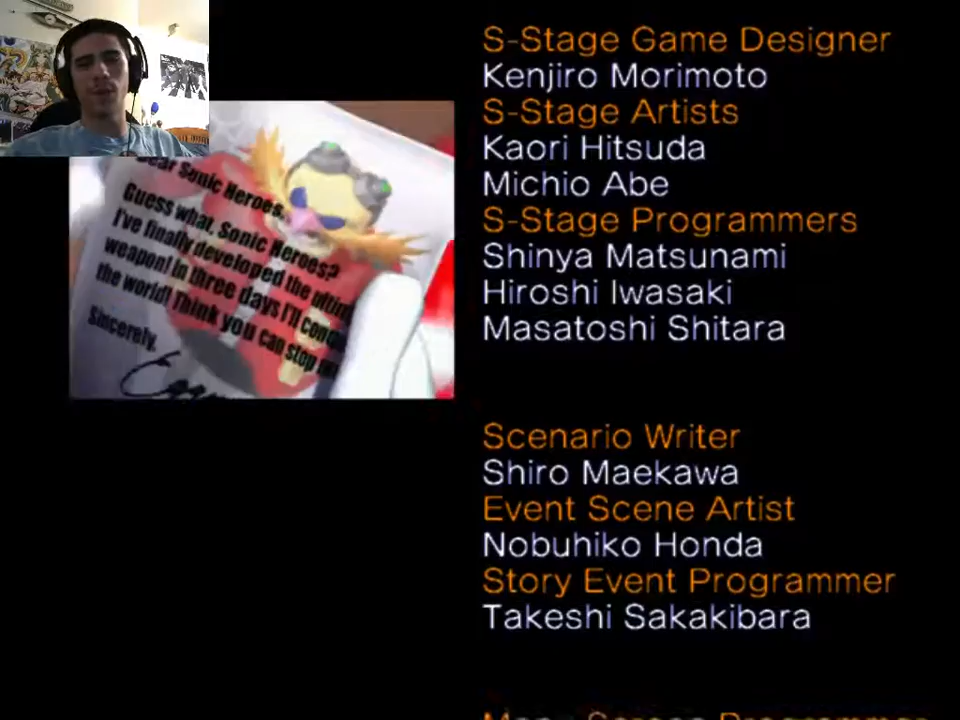 S-Stage Game Designer
Kenjiro Morimoto
S-Stage Artists
Kaori Hitsuda
Michio Abe
S-Stage Programmers
Shinya Matsunami
Hiroshi Iwasaki
Masatoshi Shitara
Scenario Writer
Shiro Maekawa
Event Scene Artist
Nobuhiko Honda
Story Event Programmer
Takeshi Sakakibara
Sonic Heroes,
Guess what, Sonic Heroes?
I've finally developed the
weapon! In three days I'll
the world! Think you can stop
Sincerely,